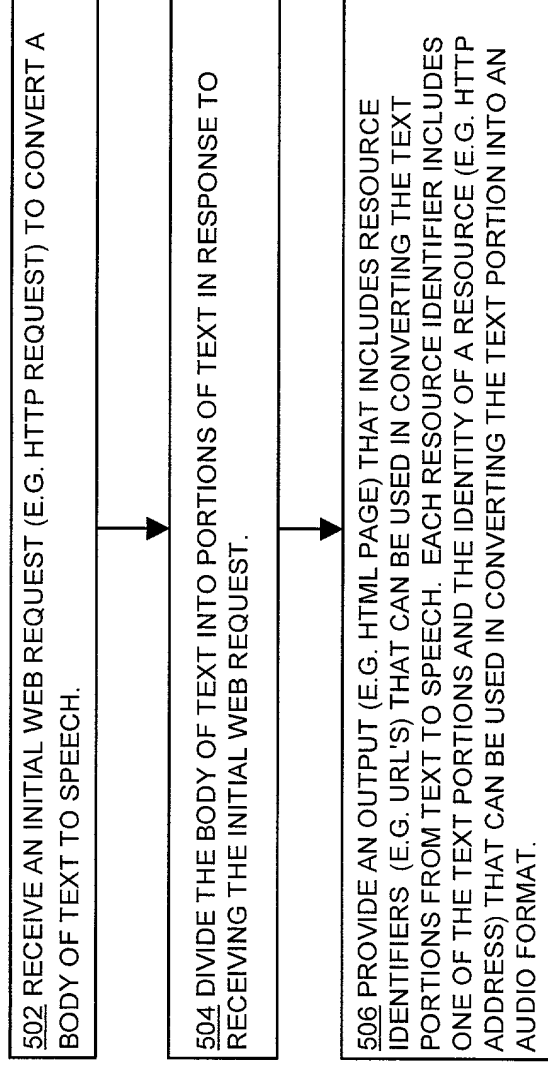 502 RECEIVE AN INITIAL WEB REQUEST (E.G. HTTP REQUEST) TO CONVERT A
BODY OF TEXT TO SPEECH.
504 DIVIDE THE BODY OF TEXT INTO PORTIONS OF TEXT IN RESPONSE TO
RECEIVING THE INITIAL WEB REQUEST.
506 PROVIDE AN OUTPUT (E.G. HTML PAGE) THAT INCLUDES RESOURCE
IDENTIFIERS (E.G. URL'S) THAT CAN BE USED IN CONVERTING THE TEXT
PORTIONS FROM TEXT TO SPEECH. EACH RESOURCE IDENTIFIER INCLUDES
ONE OF THE TEXT PORTIONS AND THE IDENTITY OF A RESOURCE (E.G. HTTP
ADDRESS) THAT CAN BE USED IN CONVERTING THE TEXT PORTION INTO AN
AUDIO FORMAT.